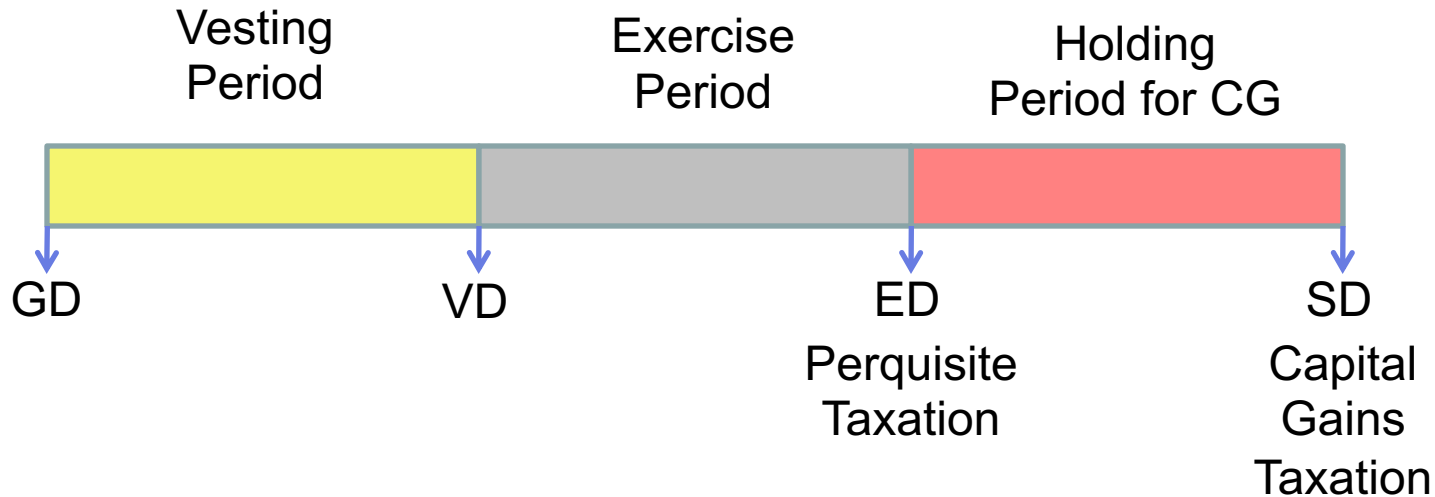 Vesting
Period
Exercise
Period
Holding
Period for CG
GD
VD
ED
SD
Perquisite
Taxation
Capital
Gains
Taxation